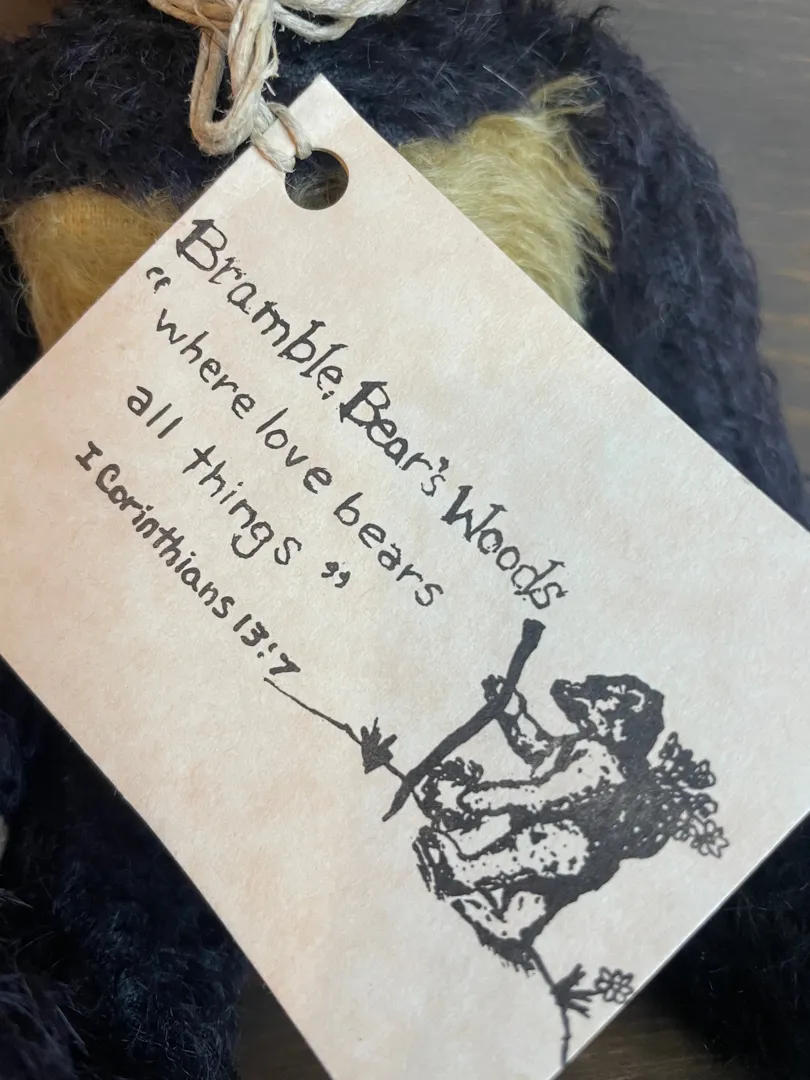 Bramble Bear's Woods
“where love bears
all things”
I Corinthians 13:7